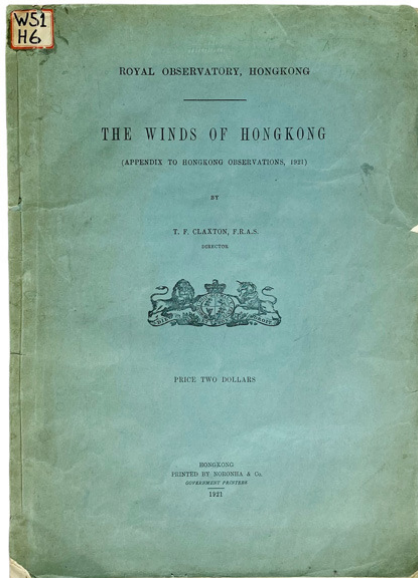 W51
H6
ROYAL OBSERVATORY, HONGKONG
THE WINDS OF HONGKONG
(APPENDIX TO HONGKONG OBSERVATIONS, 1921)
BY
T. F. CLAXTON, F.R.A.S.
DIRECTOR
PRICE TWO DOLLARS
HONGKONG
PRINTED BY NORONHA & Co.
GOVERNMENT PRINTERS
1921